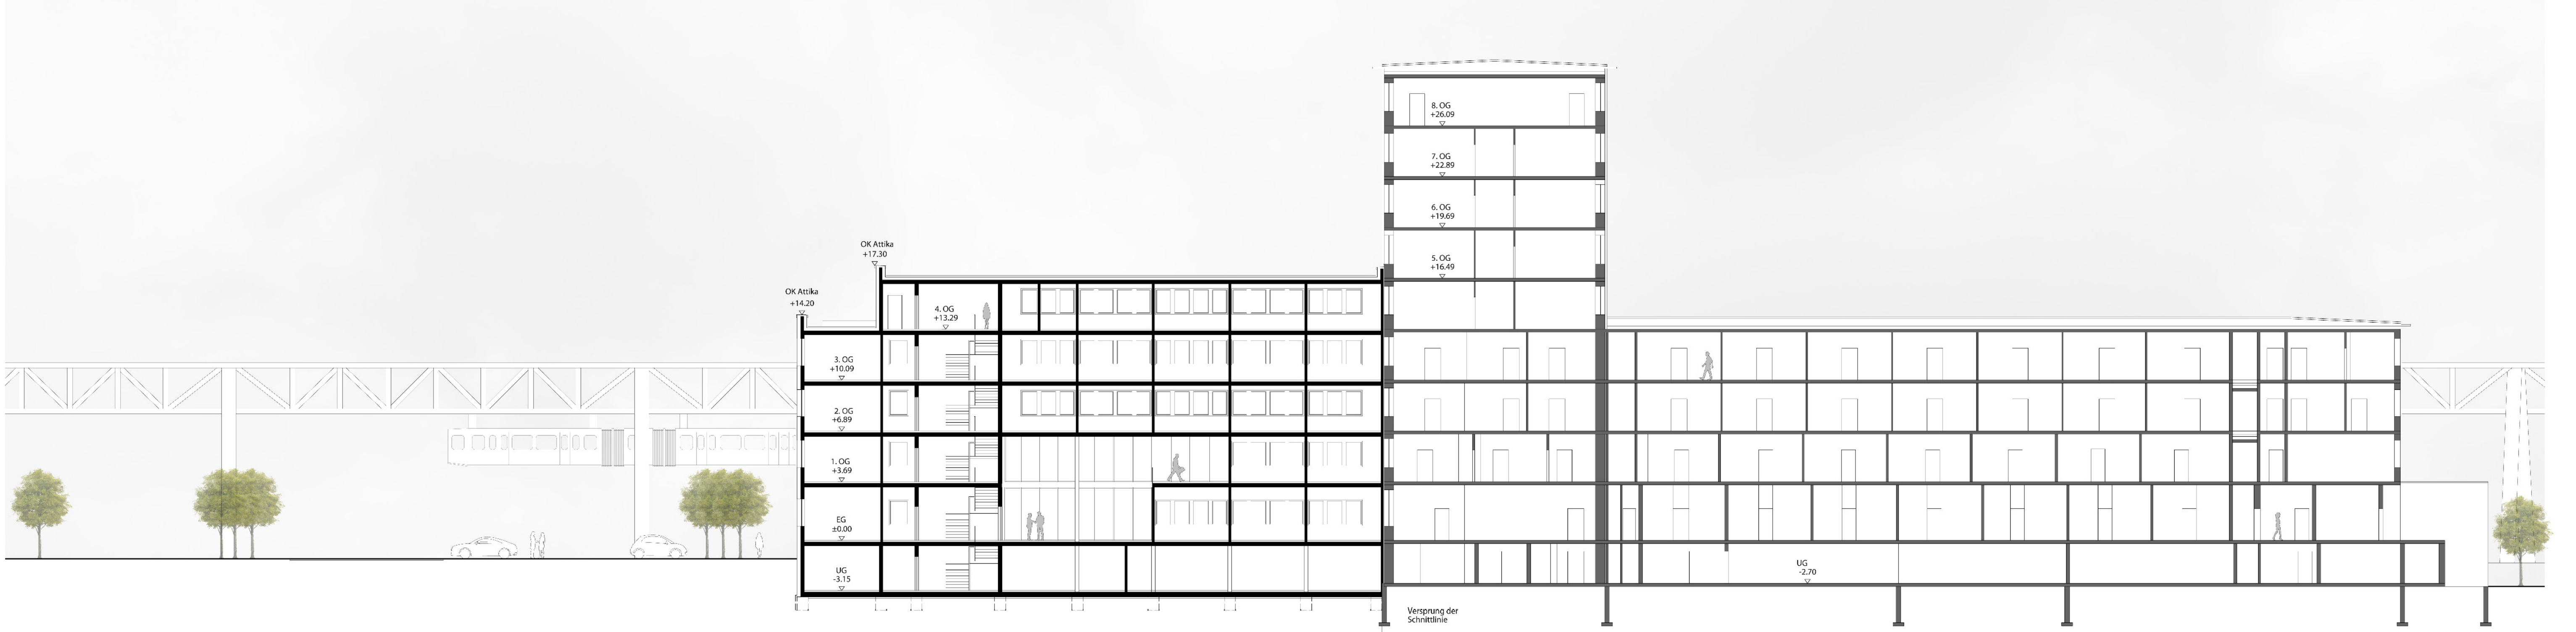 8. OG
+26.09
7. OG
+22.89
6. OG
+19.69
5. OG
+16.49
OK Attika
+17.30
OK Attika
+14.20
4. OG
+13.29
3. OG
+10.09
2. OG
+6.89
1. OG
+3.69
EG
±0.00
UG
-3.15
UG
-2.70
Versprung der
Schnittlinie